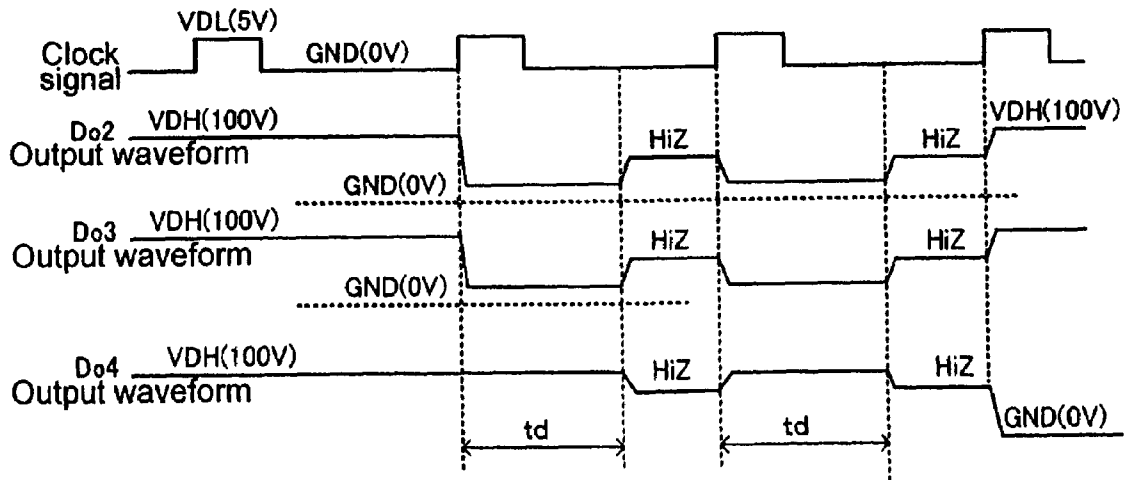 VDL(5V)
Clock signal
GND(0V)
Do2 VDH(100V)
Output waveform
HiZ
HiZ
VDH(100V)
GND(0V)
Do3 VDH(100V)
Output waveform
HiZ
HiZ
GND(0V)
Do4 VDH(100V)
Output waveform
HiZ
HiZ
GND(0V)
td
td